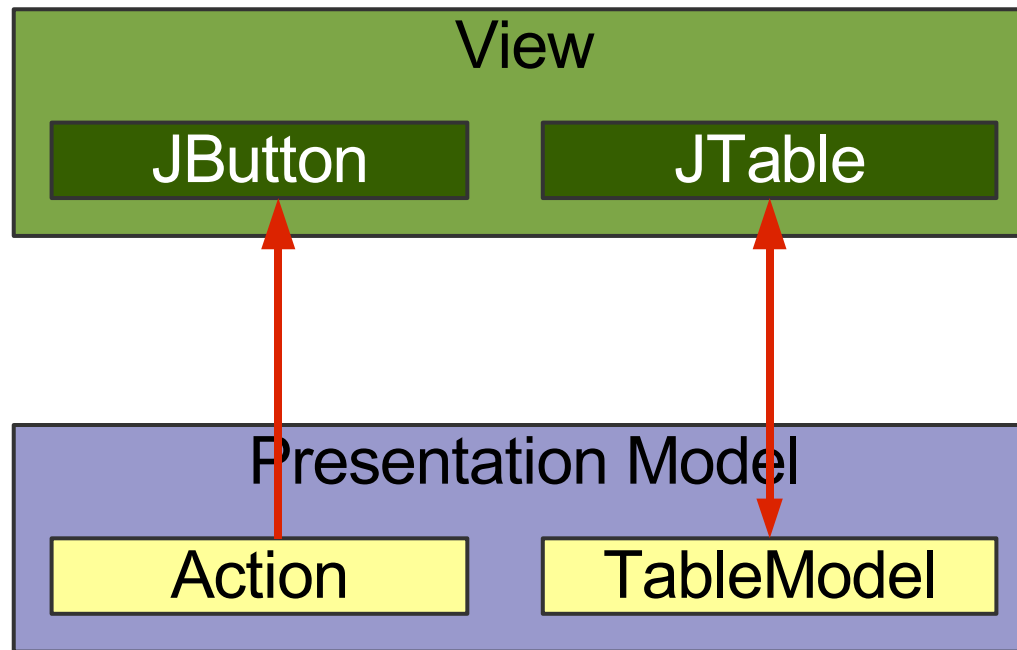 View
JButton
JTable
Presentation Model
Action
TableModel